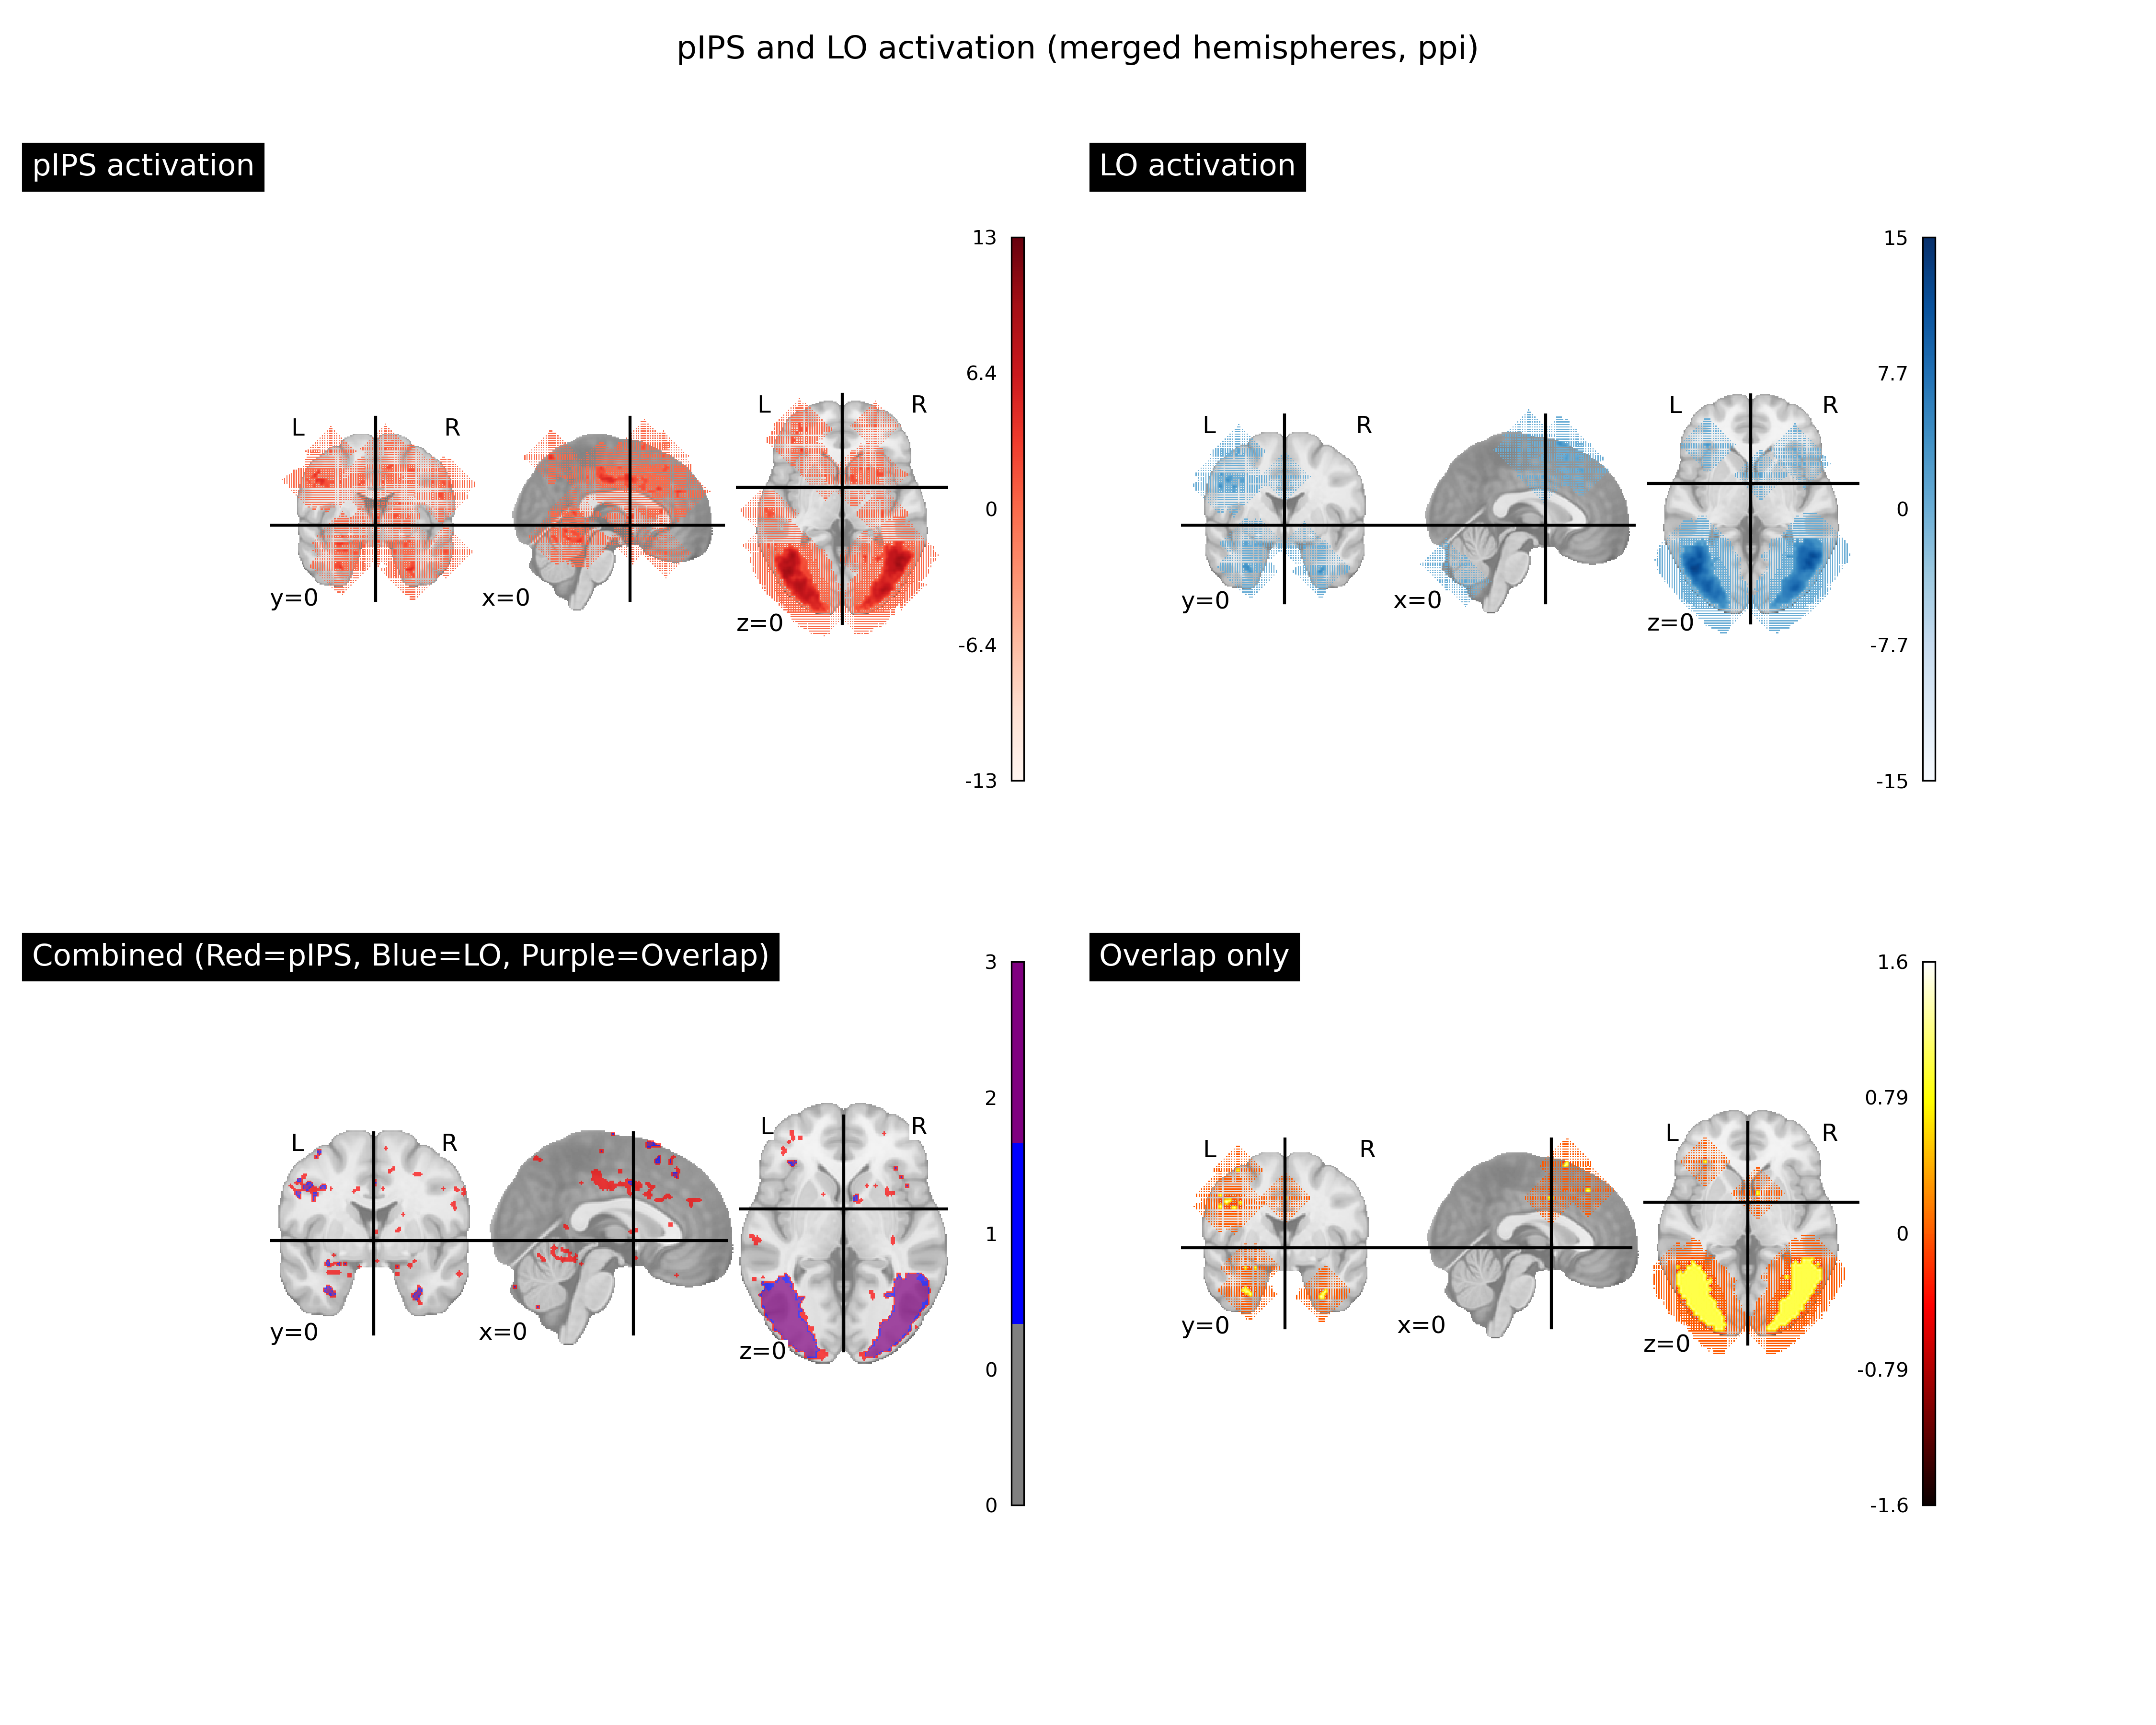 pIPS and LO activation (merged hemispheres, ppi)
pIPS activation
13
6.4
0
-6.4
-13
L
R
L
R
y=0
x=0
z=0
LO activation
15
7.7
0
-7.7
-15
L
R
L
R
y=0
x=0
z=0
Combined (Red=pIPS, Blue=LO, Purple=Overlap)
3
2
1
0
0
L
R
L
R
y=0
x=0
z=0
Overlap only
1.6
0.79
0
-0.79
-1.6
L
R
L
R
y=0
x=0
z=0